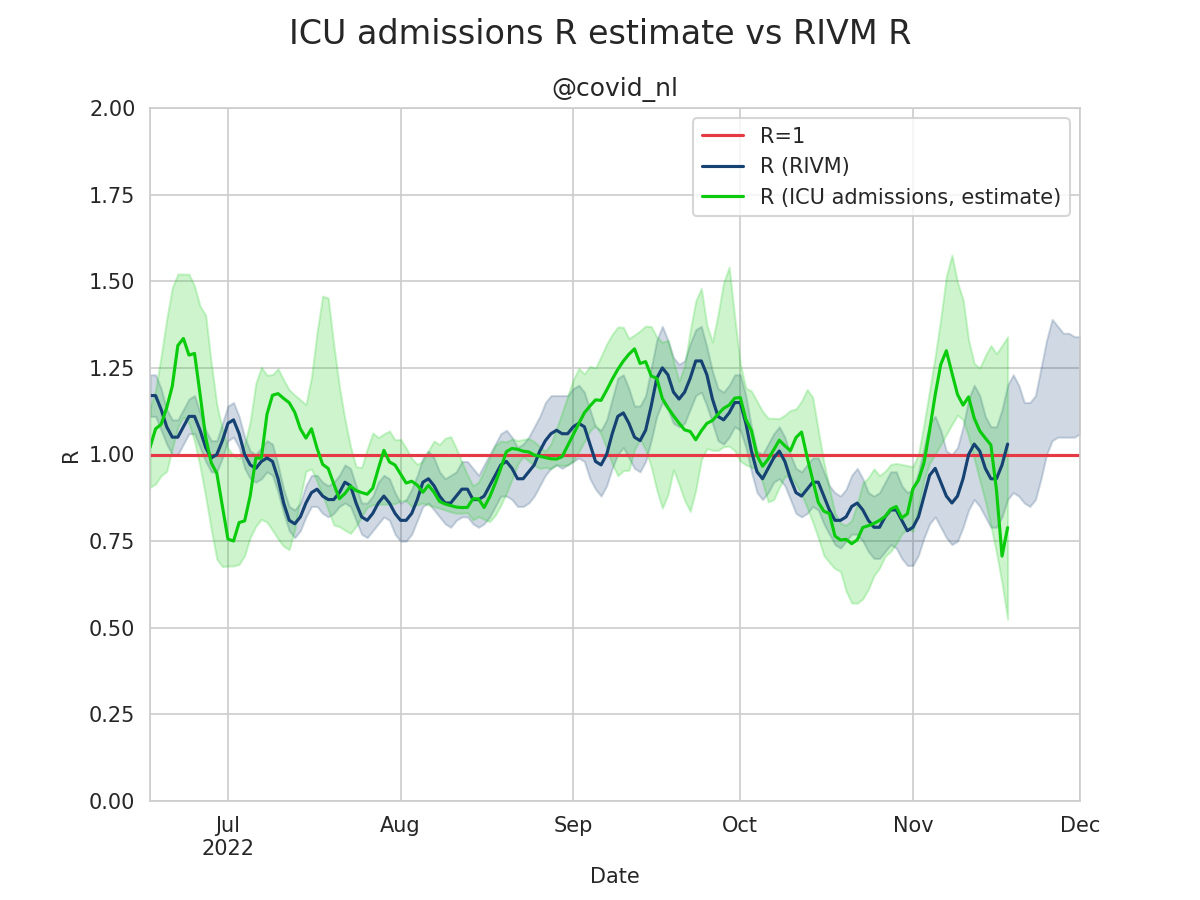 ICU admissions R estimate vs RIVM R
@covid_nl
R=1
R (RIVM)
R (ICU admissions, estimate)
2.00
1.75
1.50
1.25
1.00
0.75
0.50
0.25
0.00
R
Jul
2022
Aug
Sep
Oct
Nov
Dec
Date